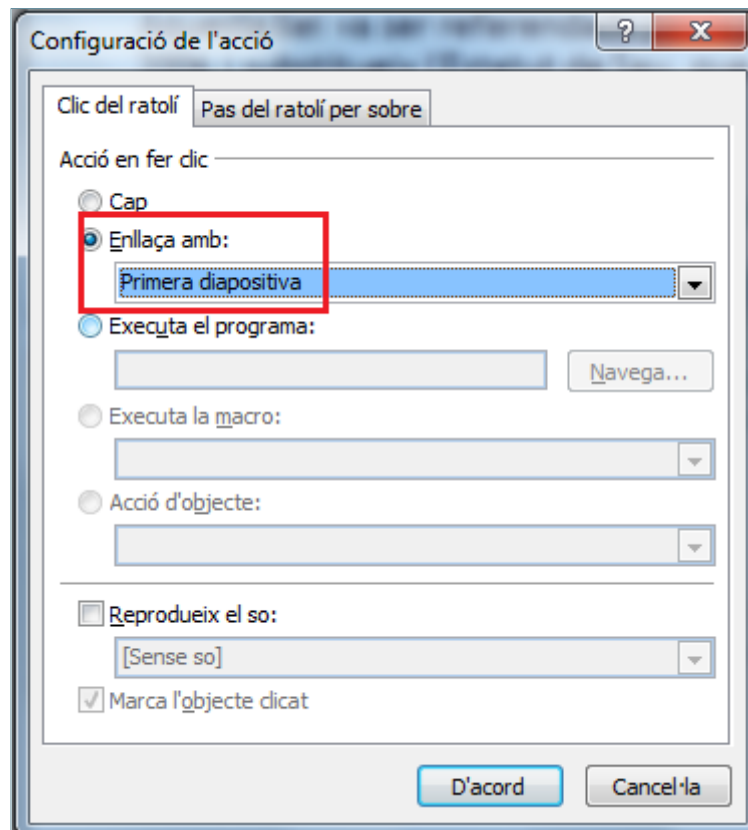 Configuració de l'acció
Clic del ratolí
Pas del ratolí per sobre
Acció en fer clic
Cap
Enllaça amb:
Primera diapositiva
Executa el programa:
Navega...
Executa la macro:
Acció d'objecte:
Reprodueix el so:
[Sense so]
Marca l'objecte clicat
D'acord
Cancel·la